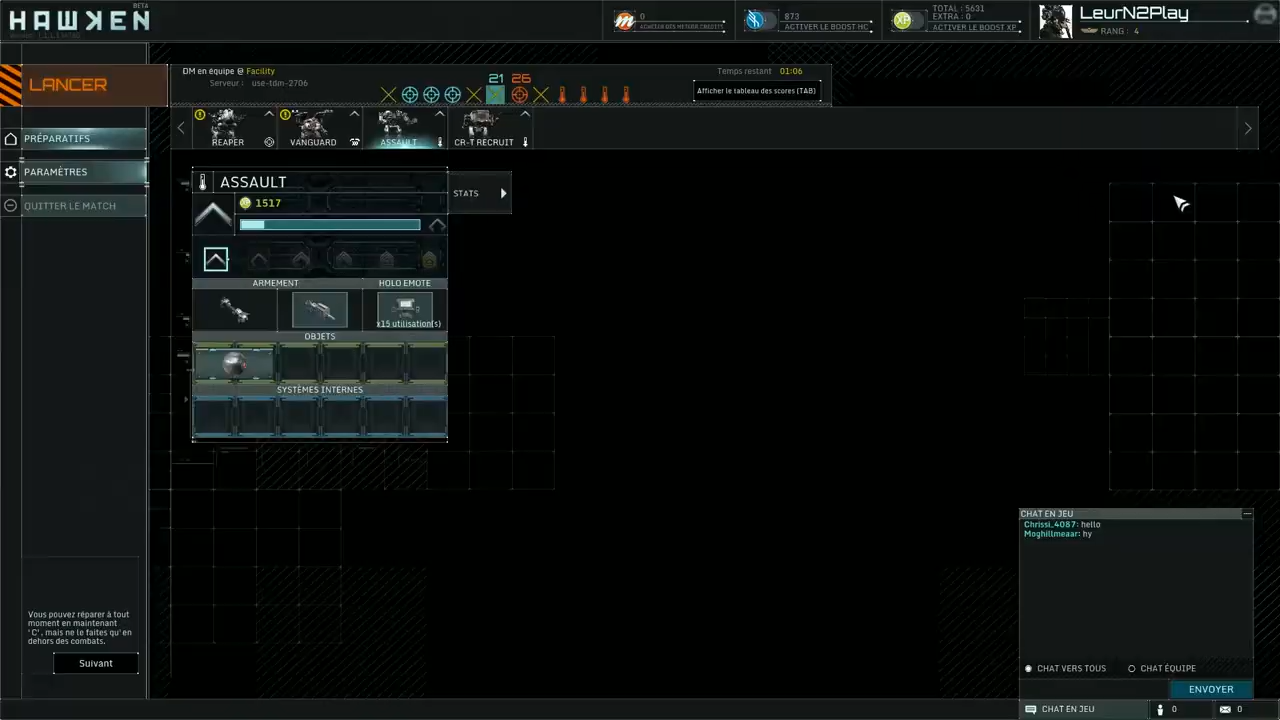 HAWKEN
BETA
0
ACHETER DES METEOR CREDITS
873
ACTIVER LE BOOST HC
XP
TOTAL : 5631
EXTRA : 0
ACTIVER LE BOOST XP
LeurN2Play
RANG : 4
LANCER
DM en équipe @ Facility
Serveur : use-tdm-2706
21 26
Temps restant 01:06
Afficher le tableau des scores (TAB)
PRÉPARATIFS
PARAMÈTRES
QUITTER LE MATCH
REAPER
VANGUARD
ASSAULT
CR-T RECRUIT
ASSAULT
STATS
1517
ARMEMENT
HOLO EMOTE
x15 utilisation(s)
OBJETS
SYSTÈMES INTERNES
Vous pouvez réparer à tout
moment en maintenant
'C', mais ne le faites qu'en
dehors des combats.
Suivant
CHAT EN JEU
Chrissi_4087: hello
Moghillmeaar: hy
CHAT VERS TOUS
CHAT ÉQUIPE
ENVOYER
CHAT EN JEU
0
0